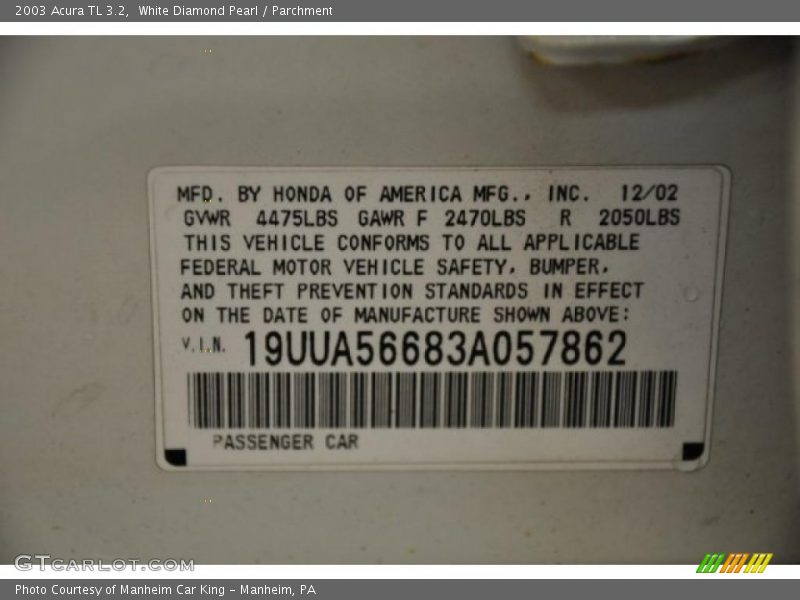 2003 Acura TL 3.2,  White Diamond Pearl / Parchment
MFD. BY HONDA OF AMERICA MFG., INC. 12/02
GVWR 4475LBS GAWR F 2470LBS R 2050LBS
THIS VEHICLE CONFORMS TO ALL APPLICABLE
FEDERAL MOTOR VEHICLE SAFETY, BUMPER,
AND THEFT PREVENTION STANDARDS IN EFFECT
ON THE DATE OF MANUFACTURE SHOWN ABOVE:
V.I.N. 19UUA56683A057862
PASSENGER CAR
GTCARLOT.COM
Photo Courtesy of Manheim Car King - Manheim, PA